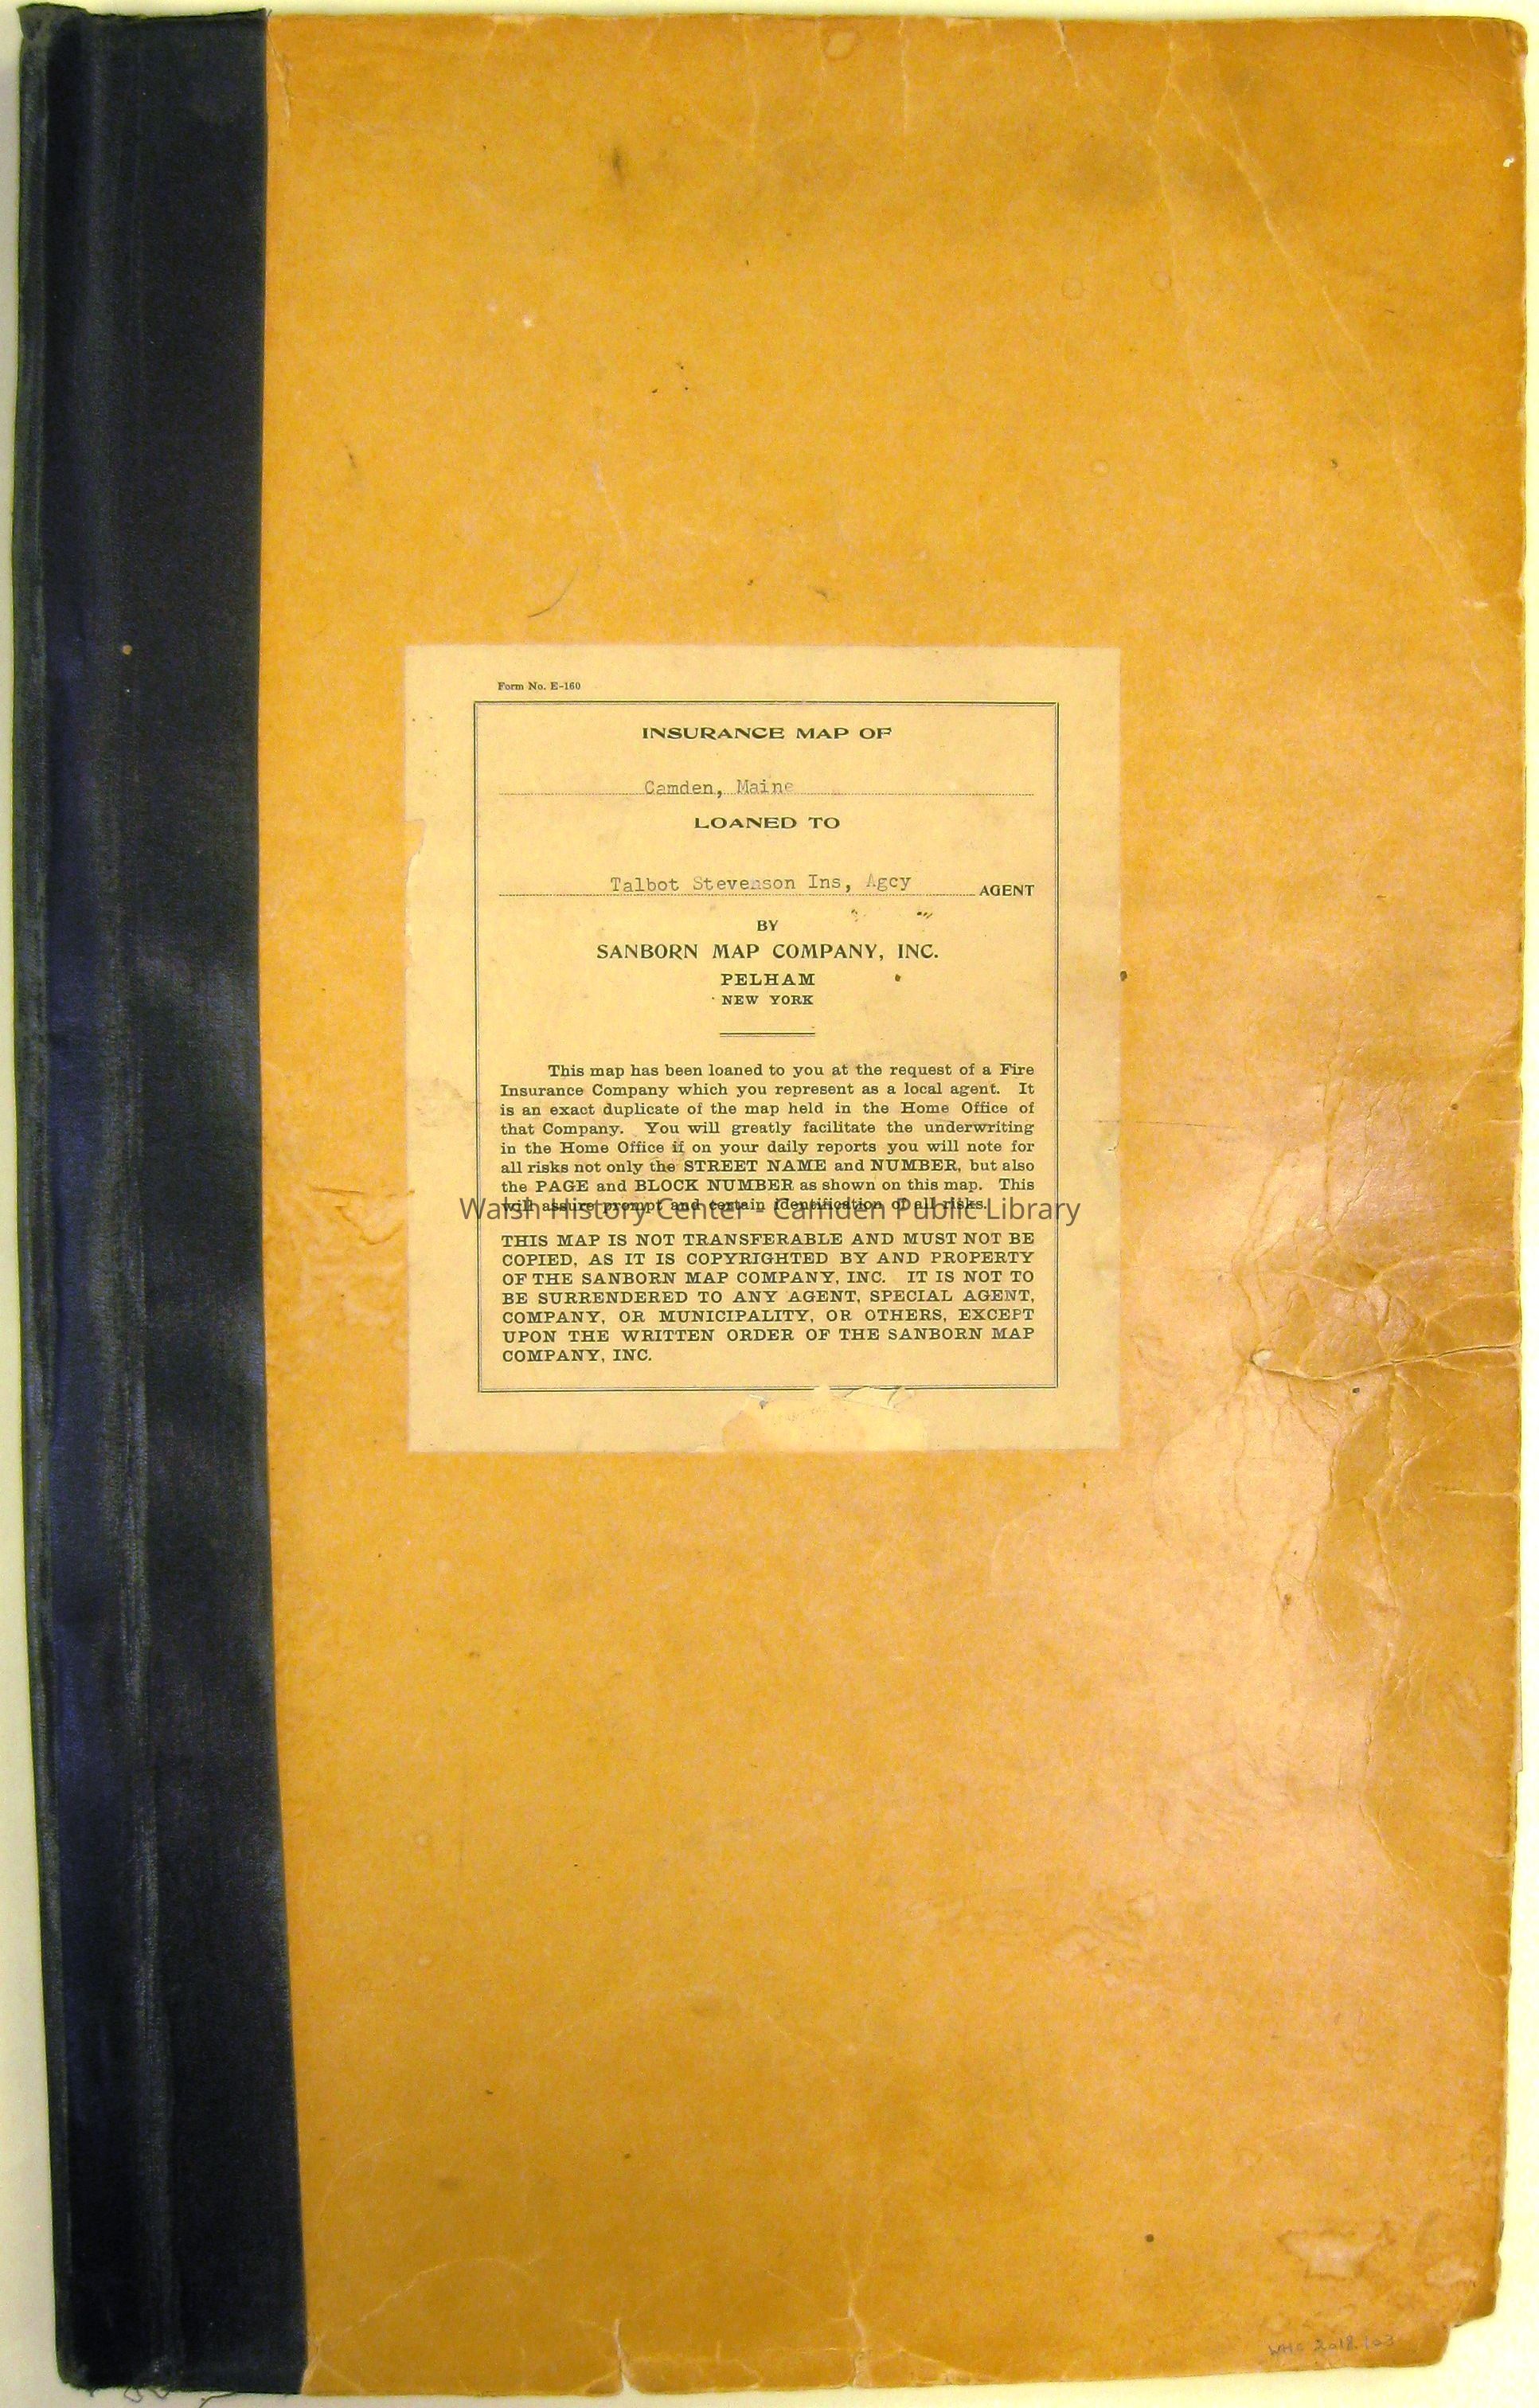 Form No. E-160
INSURANCE MAP OF
Camden, Maine
LOANED TO
Talbot Stevenson Ins, Agcy AGENT
BY
SANBORN MAP COMPANY, INC.
PELHAM
NEW YORK
This map has been loaned to you at the request of a Fire
Insurance Company which you represent as a local agent. It
is an exact duplicate of the map held in the Home Office of
that Company. You will greatly facilitate the underwriting
in the Home Office if on your daily reports you will note for
all risks not only the STREET NAME and NUMBER, but also
the PAGE and BLOCK NUMBER as shown on this map. This
will assure prompt and certain identification of all risks.
Walsh History Center - Camden Public Library
THIS MAP IS NOT TRANSFERABLE AND MUST NOT BE
COPIED, AS IT IS COPYRIGHTED BY AND PROPERTY
OF THE SANBORN MAP COMPANY, INC. IT IS NOT TO
BE SURRENDERED TO ANY AGENT, SPECIAL AGENT,
COMPANY, OR MUNICIPALITY, OR OTHERS, EXCEPT
UPON THE WRITTEN ORDER OF THE SANBORN MAP
COMPANY, INC.
WHC 2018.103